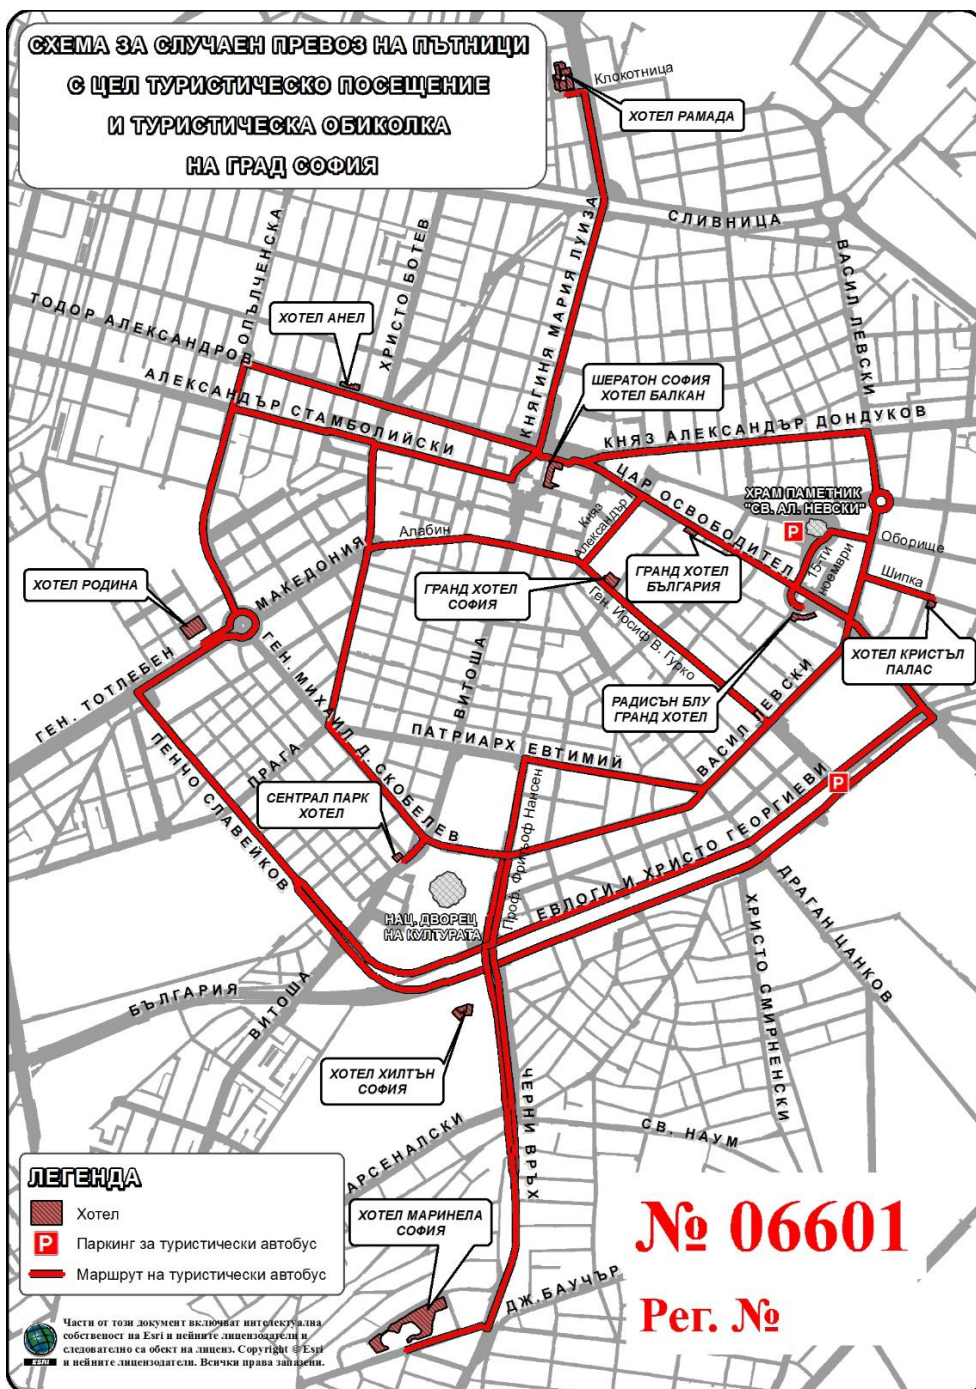 СХЕМА ЗА СЛУЧАЕН ПРЕВОЗ НА ПЪТНИЦИ
С ЦЕЛ ТУРИСТИЧЕСКО ПОСЕЩЕНИЕ
И ТУРИСТИЧЕСКА ОБИКОЛКА
НА ГРАД СОФИЯ
Клокотница
ХОТЕЛ РАМАДА
СЛИВНИЦА
ОПЪЛЧЕНСКА
ХРИСТО БОТЕВ
КНЯГИНЯ МАРИЯ ЛУИЗА
ВАСИЛ ЛЕВСКИ
ТОДОР АЛЕКСАНДРОВ
ХОТЕЛ АНЕЛ
АЛЕКСАНДЪР СТАМБОЛИЙСКИ
ШЕРАТОН СОФИЯ
ХОТЕЛ БАЛКАН
КНЯЗ АЛЕКСАНДЪР ДОНДУКОВ
ЦАР ОСВОБОДИТЕЛ
ХРАМ ПАМЕТНИК
"СВ. АЛ. НЕВСКИ"
P
Княз
Александър I
Алабин
МАКЕДОНИЯ
Оборище
15-ти
ноември
Шипка
ГРАНД ХОТЕЛ
БЪЛГАРИЯ
ГРАНД ХОТЕЛ
СОФИЯ
ХОТЕЛ РОДИНА
Ген. Иосиф В. Гурко
ХОТЕЛ КРИСТЪЛ
ПАЛАС
РАДИСЪН БЛУ
ГРАНД ХОТЕЛ
ГЕН. ТОТЛЕБЕН
ГЕН. МИХАИЛ Д. СКОБЕЛЕВ
ВИТОША
ВАСИЛ ЛЕВСКИ
ПАТРИАРХ ЕВТИМИЙ
ПРАГА
ПЕНЧО СЛАВЕЙКОВ
P
СЕНТРАЛ ПАРК
ХОТЕЛ
Проф. Фритьоф Нансен
ЕВЛОГИ И ХРИСТО ГЕОРГИЕВИ
НАЦ. ДВОРЕЦ
НА КУЛТУРАТА
ДРАГАН ЦАНКОВ
ХРИСТО СМИРНЕНСКИ
БЪЛГАРИЯ
ВИТОША
ХОТЕЛ ХИЛТЪН
СОФИЯ
ЧЕРНИ ВРЪХ
СВ. НАУМ
АРСЕНАЛСКИ
ЛЕГЕНДА
Хотел
P Паркинг за туристически автобус
Маршрут на туристически автобус
ХОТЕЛ МАРИНЕЛА
СОФИЯ
ДЖ.БАУЧЪР
№ 06601
Рег. №
Части от този документ включват интелектуална
собственост на Esri и нейните лицензодатели и
следователно са обект на лиценз. Copyright © Esri
и нейните лицензодатели. Всички права запазени.
ESRI